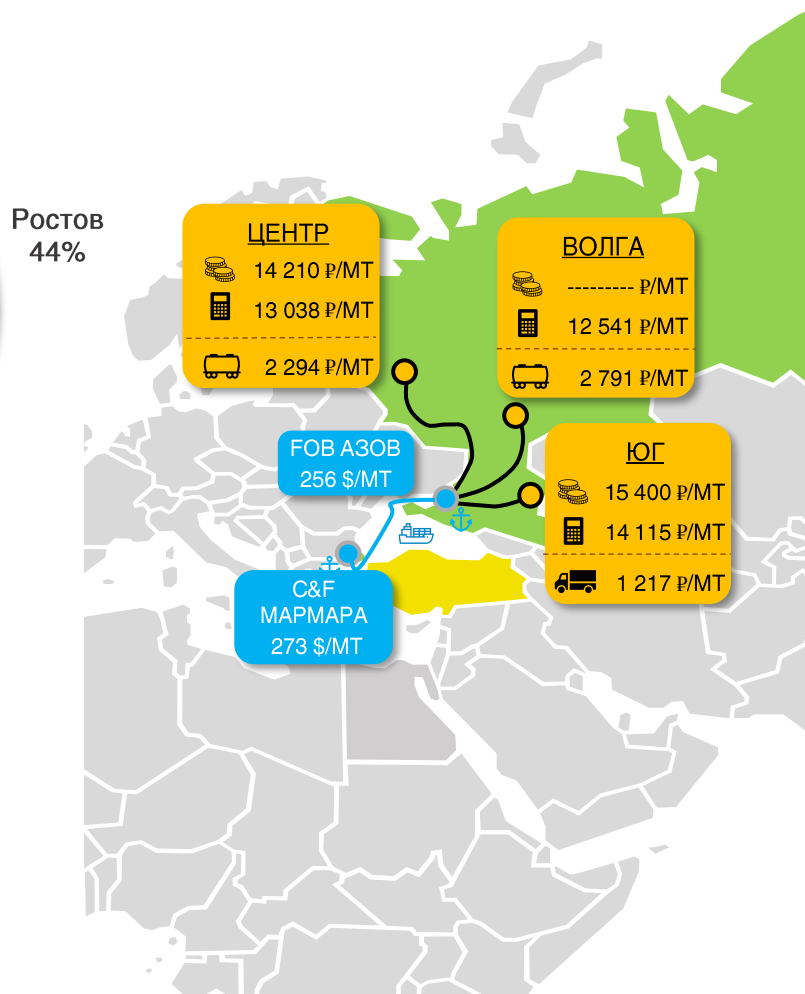 Ростов
44%
ЦЕНТР
14 210 ₽/МТ
13 038 ₽/МТ
2 294 ₽/МТ
ВОЛГА
--------- ₽/МТ
12 541 ₽/МТ
2 791 ₽/МТ
ЮГ
15 400 ₽/МТ
14 115 ₽/МТ
1 217 ₽/МТ
FОВ АЗОВ
256 $/МТ
C&F
МАРМАРА
273 $/МТ